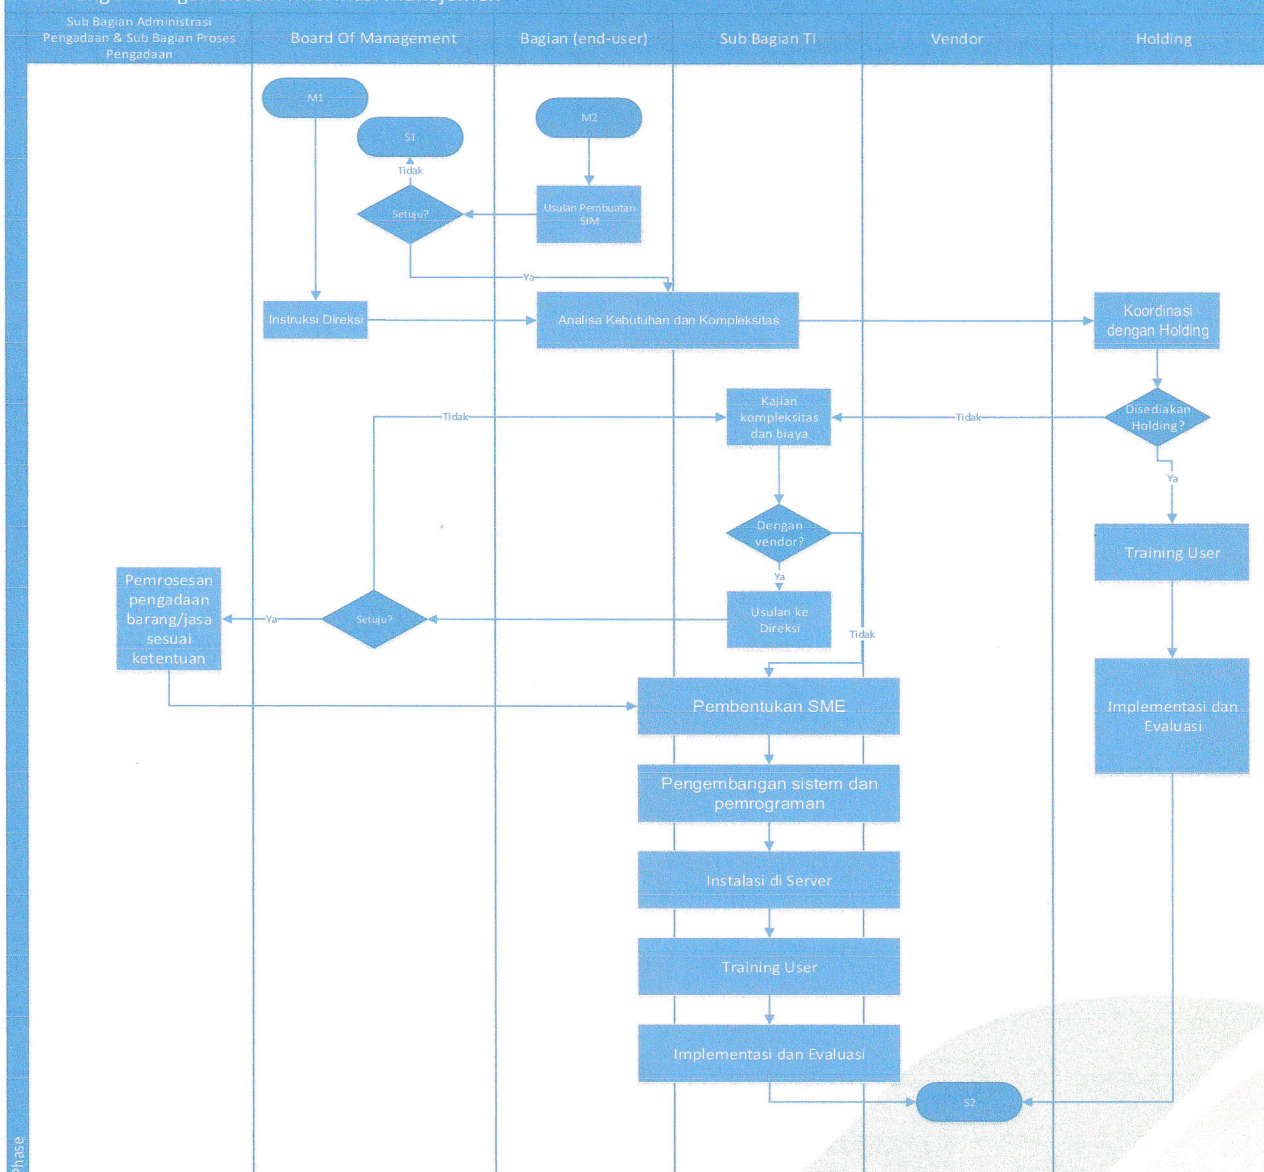 Sistem Informasi Manajemen
Sub Bagian Administrasi
Pengadaan & Sub Bagian Proses
Pengadaan
Board Of Management
Bagian (end-user)
Sub Bagian TI
Vendor
Holding
M1
S1
M2
Tidak
Setuju?
Usulan Pembuatan
SIM
Ya
Instruksi Direksi
Analisa Kebutuhan dan Kompleksitas
Koordinasi
dengan Holding
Tidak
Kajian
kompleksitas
dan biaya
Tidak
Disediakan
Holding?
Ya
Dengan
vendor?
Training User
Ya
Pemrosesan
pengadaan
barang/jasa
sesuai
ketentuan
Ya
Setuju?
Usulan ke
Direksi
Tidak
Pembentukan SME
Implementasi dan
Evaluasi
Pengembangan sistem dan
pemrograman
Instalasi di Server
Training User
Implementasi dan Evaluasi
S2
Phase